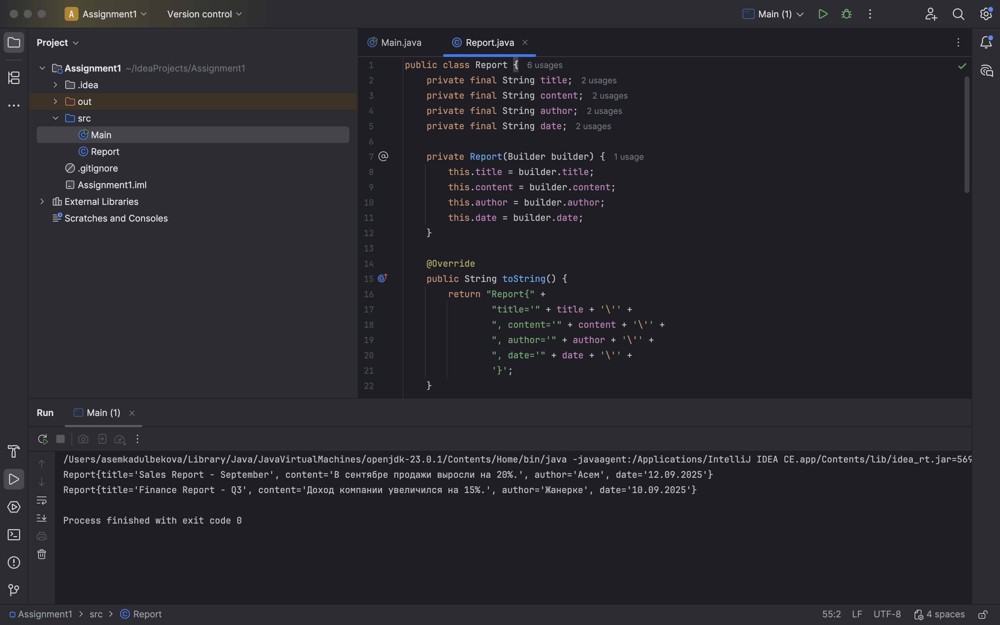 A Assignment1 Version control Main (1)
Project
Assignment1 ~/IdeaProjects/Assignment1
.idea
out
src
Main
Report
.gitignore
Assignment1.iml
External Libraries
Scratches and Consoles
Main.java Report.java
1 public class Report { 6 usages
2 private final String title; 2 usages
3 private final String content; 2 usages
4 private final String author; 2 usages
5 private final String date; 2 usages
6
7 private Report(Builder builder) { 1 usage
8 this.title = builder.title;
9 this.content = builder.content;
10 this.author = builder.author;
11 this.date = builder.date;
12 }
13
14 @Override
15 public String toString() {
16 return "Report{" +
17 "title='" + title + '\'' +
18 ", content='" + content + '\'' +
19 ", author='" + author + '\'' +
20 ", date='" + date + '\'' +
21 '}';
22 }
Run Main (1)
/Users/asemkadulbekova/Library/Java/JavaVirtualMachines/openjdk-23.0.1/Contents/Home/bin/java -javaagent:/Applications/IntelliJ IDEA CE.app/Contents/lib/idea_rt.jar=569
Report{title='Sales Report - September', content='В сентябре продажи выросли на 20%.', author='Асем', date='12.09.2025'}
Report{title='Finance Report - Q3', content='Доход компании увеличился на 15%.', author='Жанерке', date='10.09.2025'}
Process finished with exit code 0
Assignment1 > src > Report 55:2 LF UTF-8 4 spaces